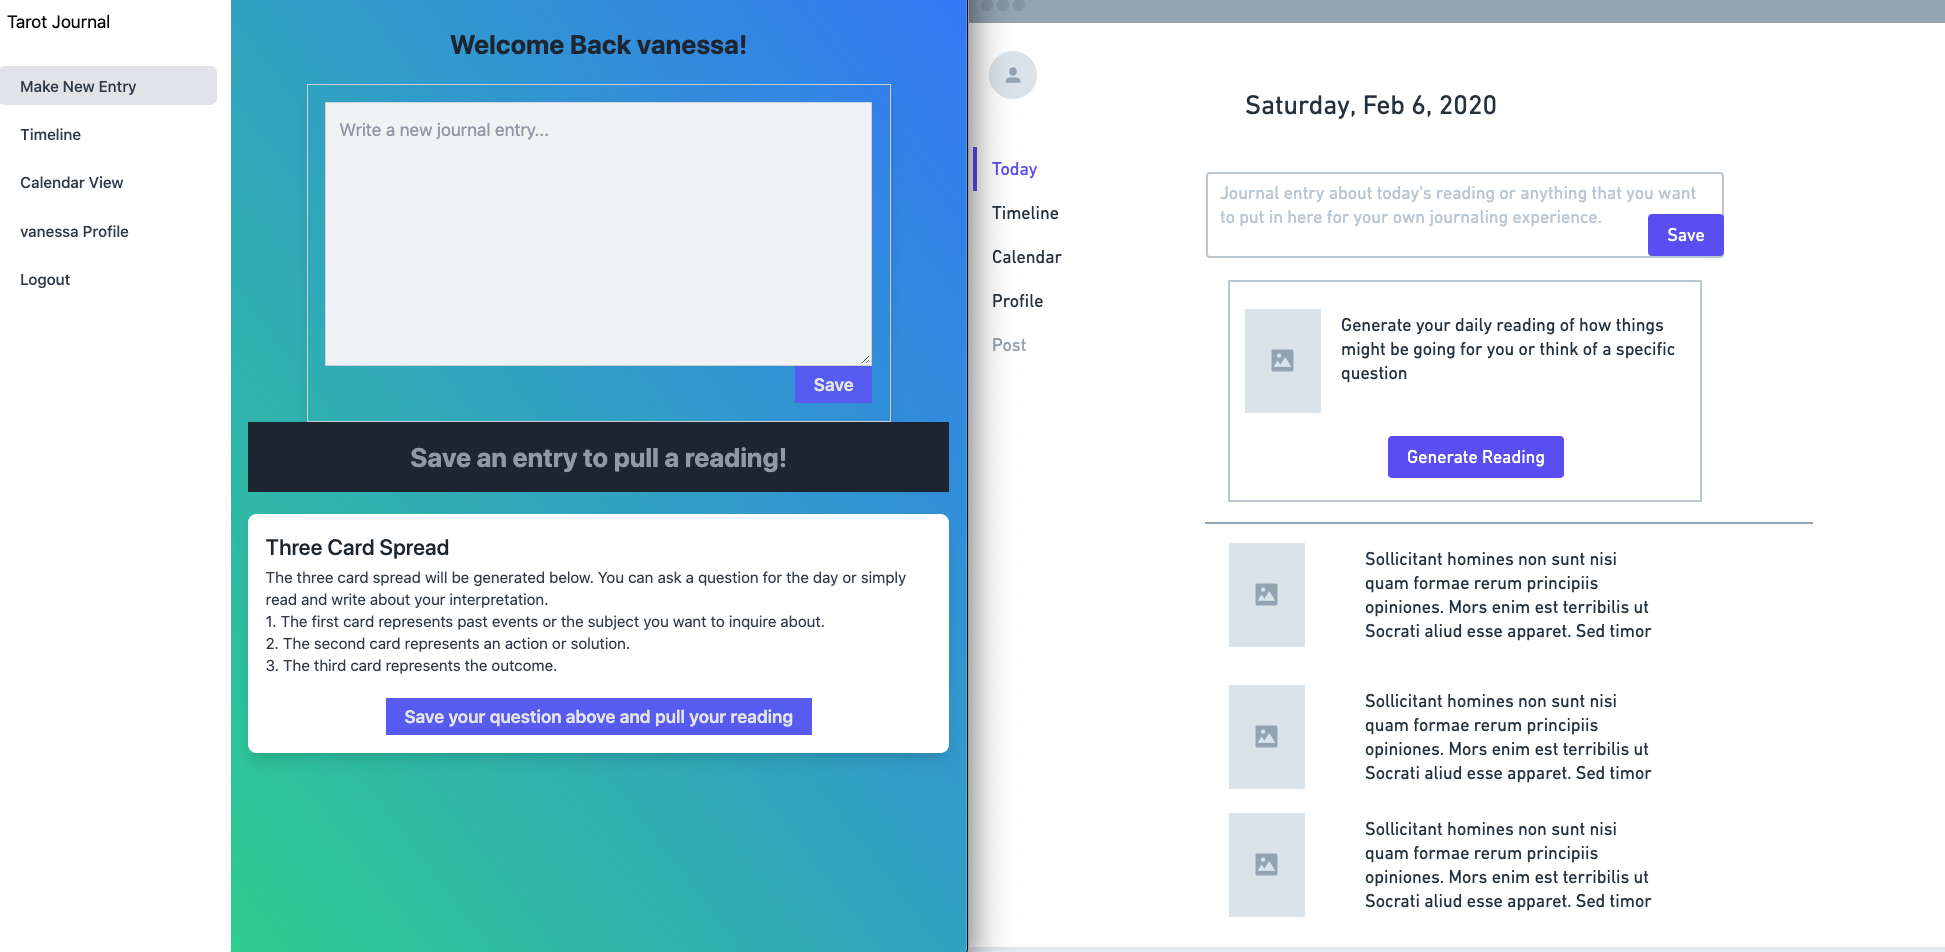 Tarot Journal
Make New Entry
Timeline
Calendar View
vanessa Profile
Logout
Welcome Back vanessa!
Write a new journal entry...
Save
Save an entry to pull a reading!
Three Card Spread
The three card spread will be generated below. You can ask a question for the day or simply
read and write about your interpretation.
1. The first card represents past events or the subject you want to inquire about.
2. The second card represents an action or solution.
3. The third card represents the outcome.
Save your question above and pull your reading
Today
Timeline
Calendar
Profile
Post
Saturday, Feb 6, 2020
Journal entry about today's reading or anything that you want
to put in here for your own journaling experience.
Save
Generate your daily reading of how things
might be going for you or think of a specific
question
Generate Reading
Sollicitant homines non sunt nisi
quam formae rerum principiis
opiniones. Mors enim est terribilis ut
Socrati aliud esse apparet. Sed timor
Sollicitant homines non sunt nisi
quam formae rerum principiis
opiniones. Mors enim est terribilis ut
Socrati aliud esse apparet. Sed timor
Sollicitant homines non sunt nisi
quam formae rerum principiis
opiniones. Mors enim est terribilis ut
Socrati aliud esse apparet. Sed timor